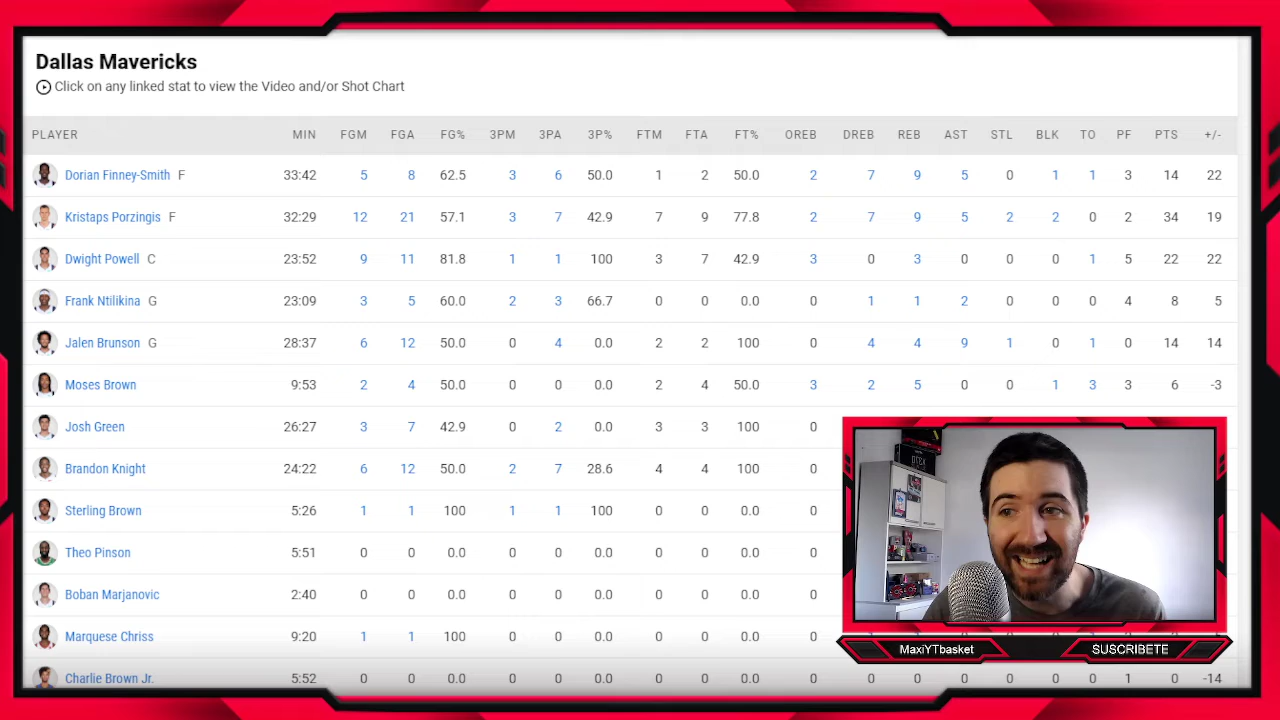 Dallas Mavericks
Click on any linked stat to view the Video and/or Shot Chart
PLAYER MIN FGM FGA FG% 3PM 3PA 3P% FTM FTA FT% OREB DREB REB AST STL BLK TO PF PTS +/-
Dorian Finney-Smith F 33:42 5 8 62.5 3 6 50.0 1 2 50.0 2 7 9 5 0 1 1 3 14 22
Kristaps Porzingis F 32:29 12 21 57.1 3 7 42.9 7 9 77.8 2 7 9 5 2 2 0 2 34 19
Dwight Powell C 23:52 9 11 81.8 1 1 100 3 7 42.9 3 0 3 0 0 0 1 5 22 22
Frank Ntilikina G 23:09 3 5 60.0 2 3 66.7 0 0 0.0 0 1 1 2 0 0 0 4 8 5
Jalen Brunson G 28:37 6 12 50.0 0 4 0.0 2 2 100 0 4 4 9 1 0 1 0 14 14
Moses Brown 9:53 2 4 50.0 0 0 0.0 2 4 50.0 3 2 5 0 0 1 3 3 6 -3
Josh Green 26:27 3 7 42.9 0 2 0.0 3 3 100 0
Brandon Knight 24:22 6 12 50.0 2 7 28.6 4 4 100 0
Sterling Brown 5:26 1 1 100 1 1 100 0 0 0.0 0
Theo Pinson 5:51 0 0 0.0 0 0 0.0 0 0 0.0 0
Boban Marjanovic 2:40 0 0 0.0 0 0 0.0 0 0 0.0 0
Marquese Chriss 9:20 1 1 100 0 0 0.0 0 0 0.0 0
Charlie Brown Jr. 5:52 0 0 0.0 0 0 0.0 0 0 0.0 0 0 0 0 0 0 0 1 0 -14
MaxiYTbasket
SUSCRIBETE